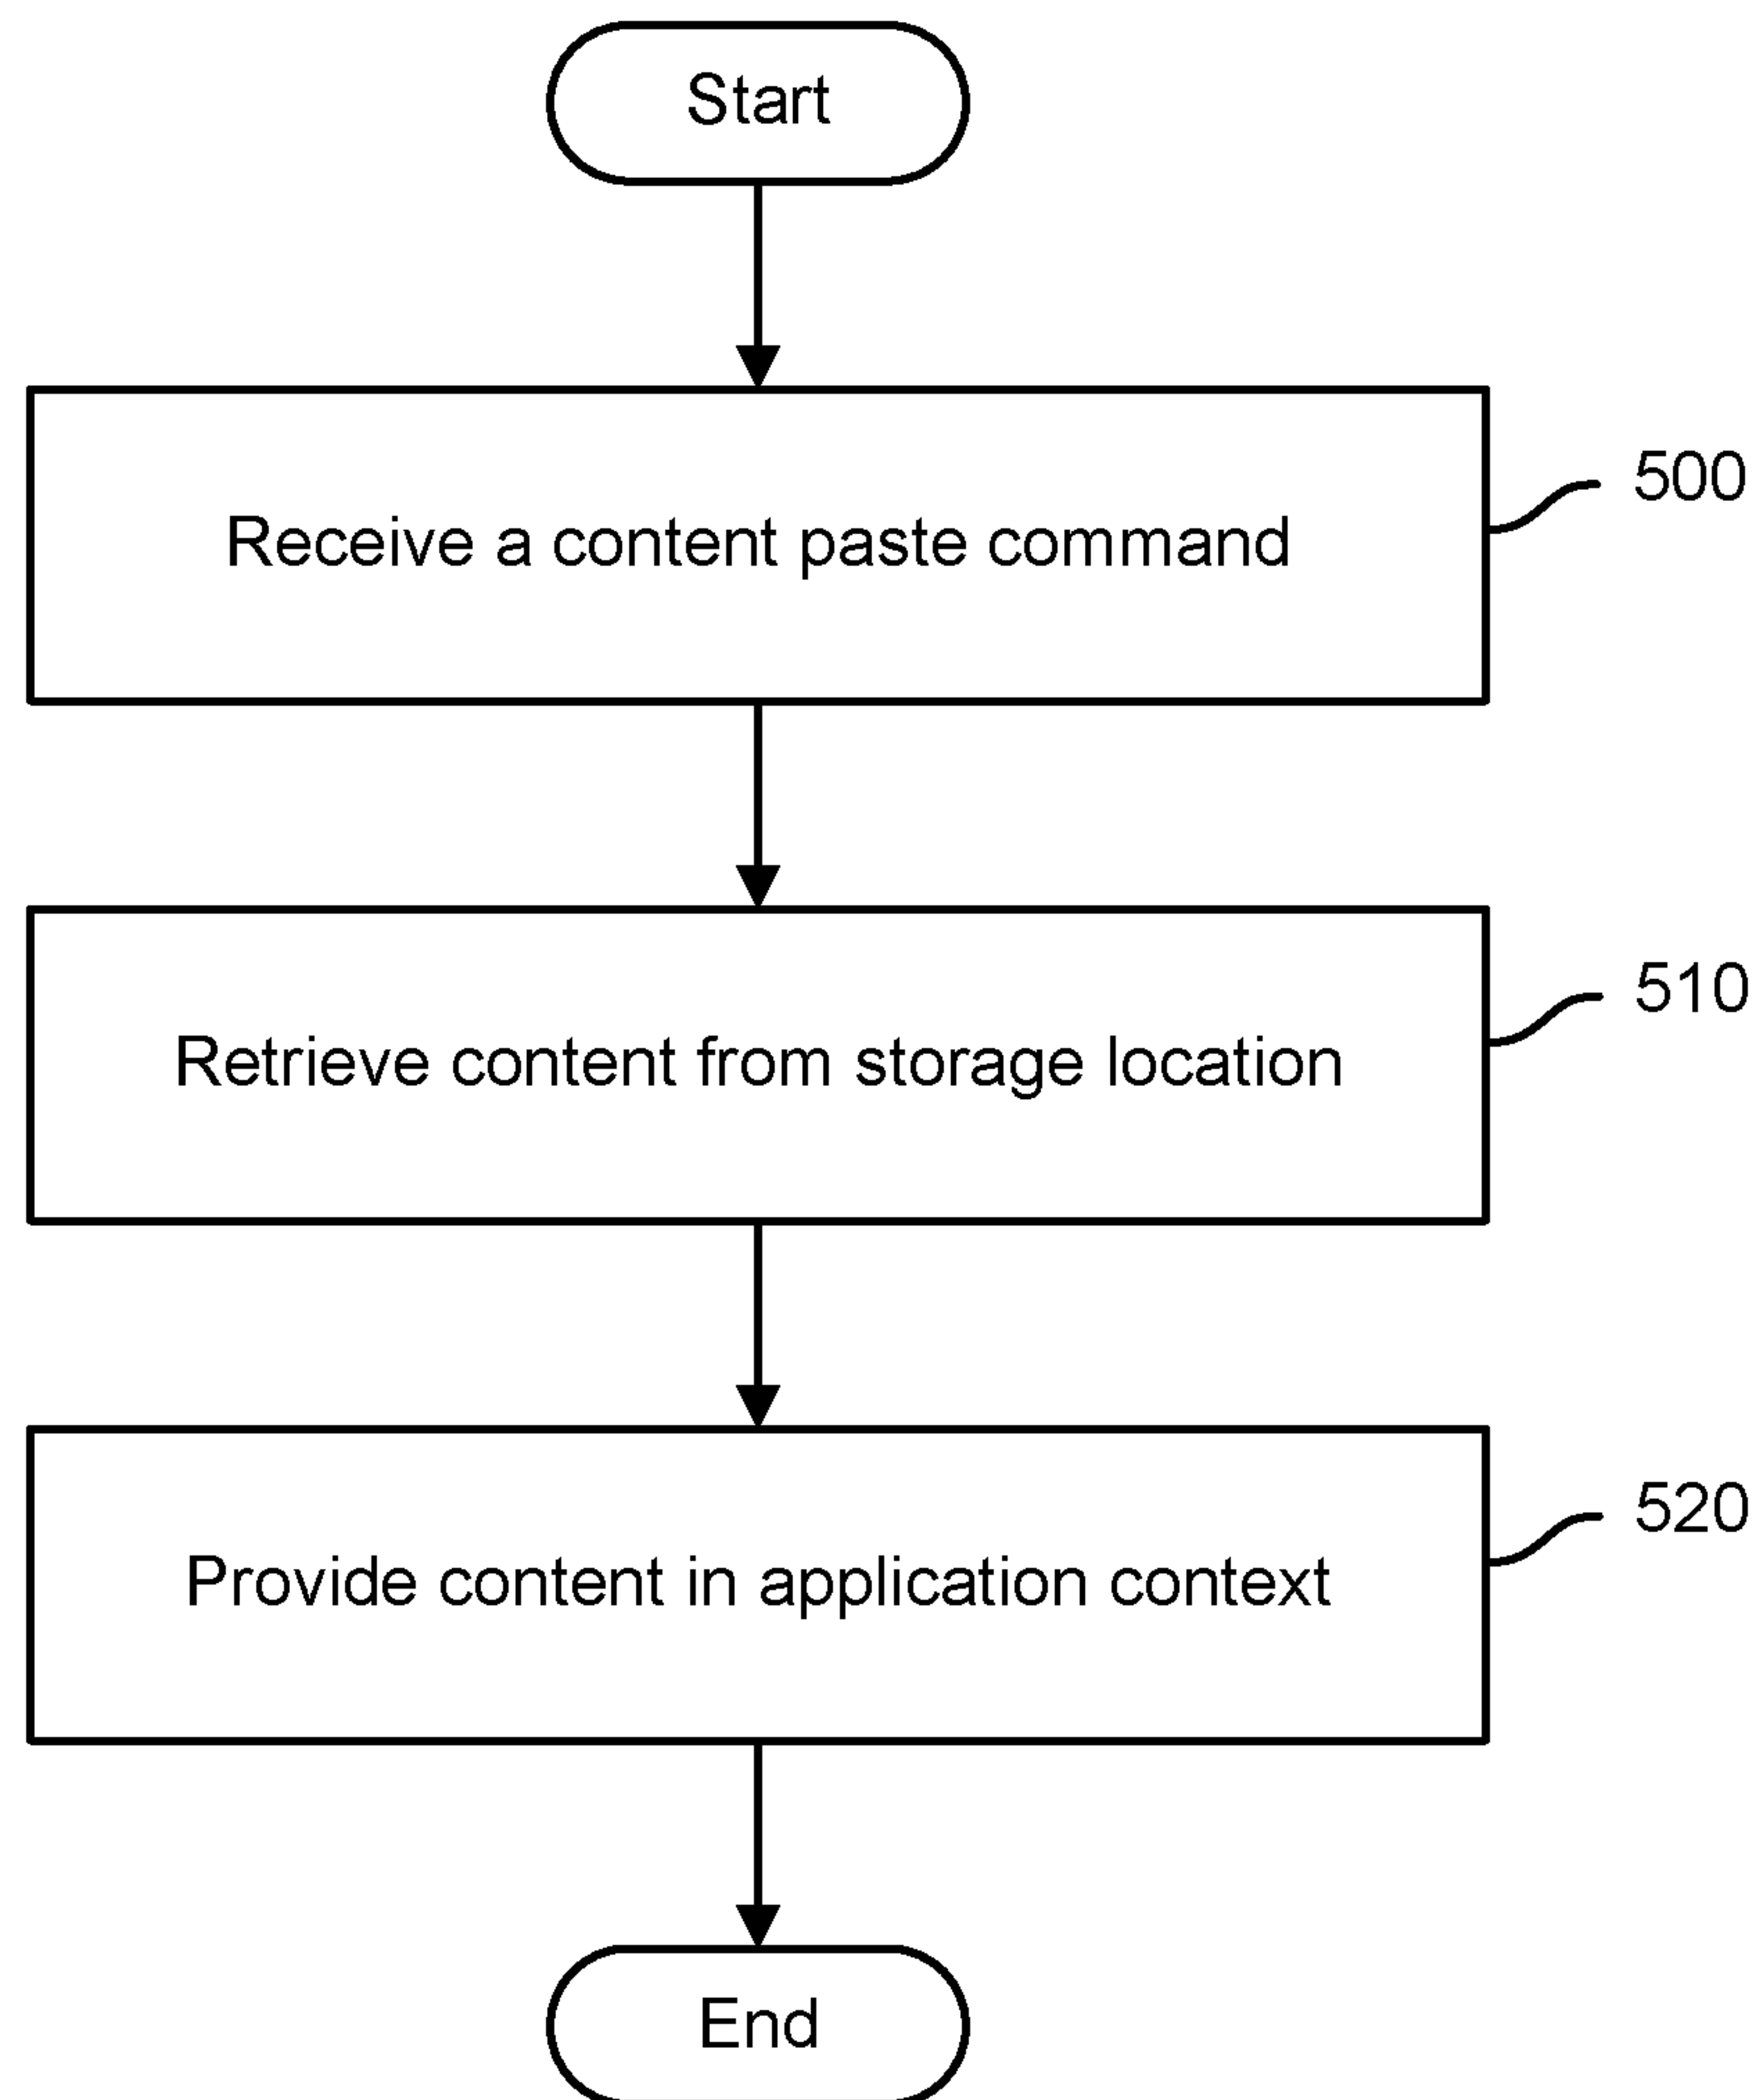 Start
Receive a content paste command
500
Retrieve content from storage location
510
Provide content in application context
520
End